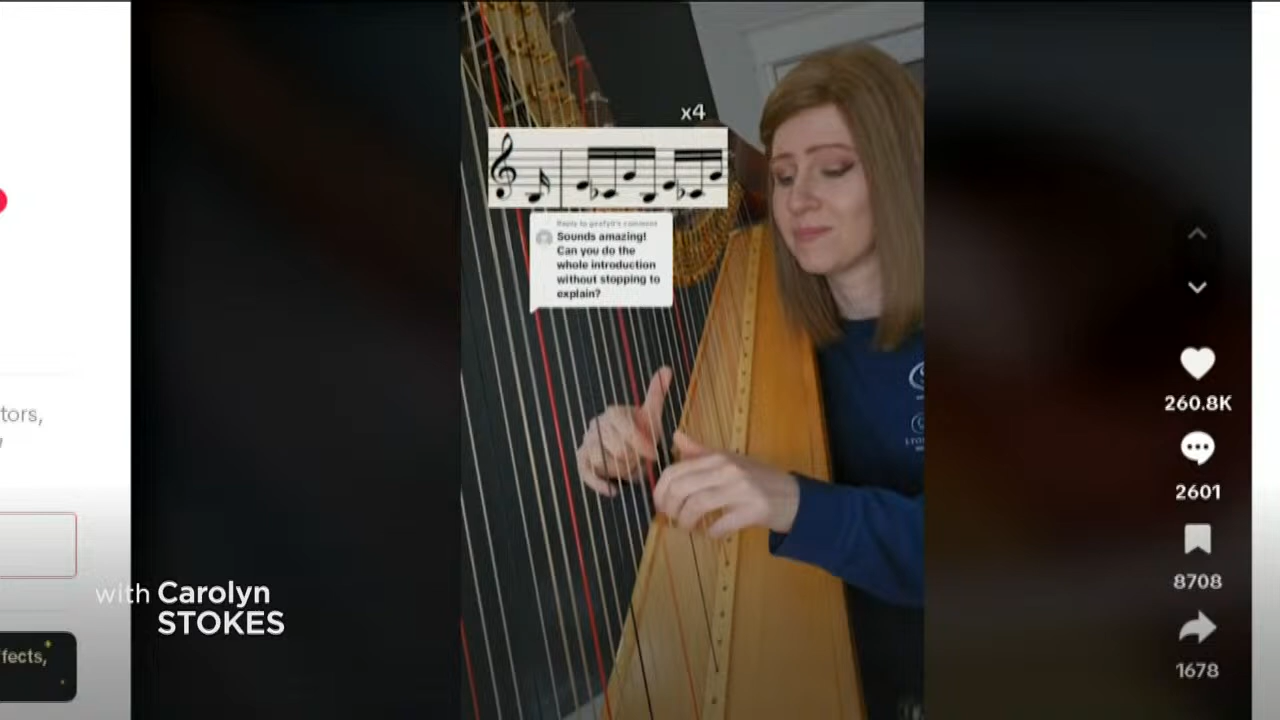 x4
Sounds amazing!
Can you do the
whole introduction
without stopping to
explain?
260.8K
2601
8708
1678
tors,
with Carolyn
STOKES
ffects,